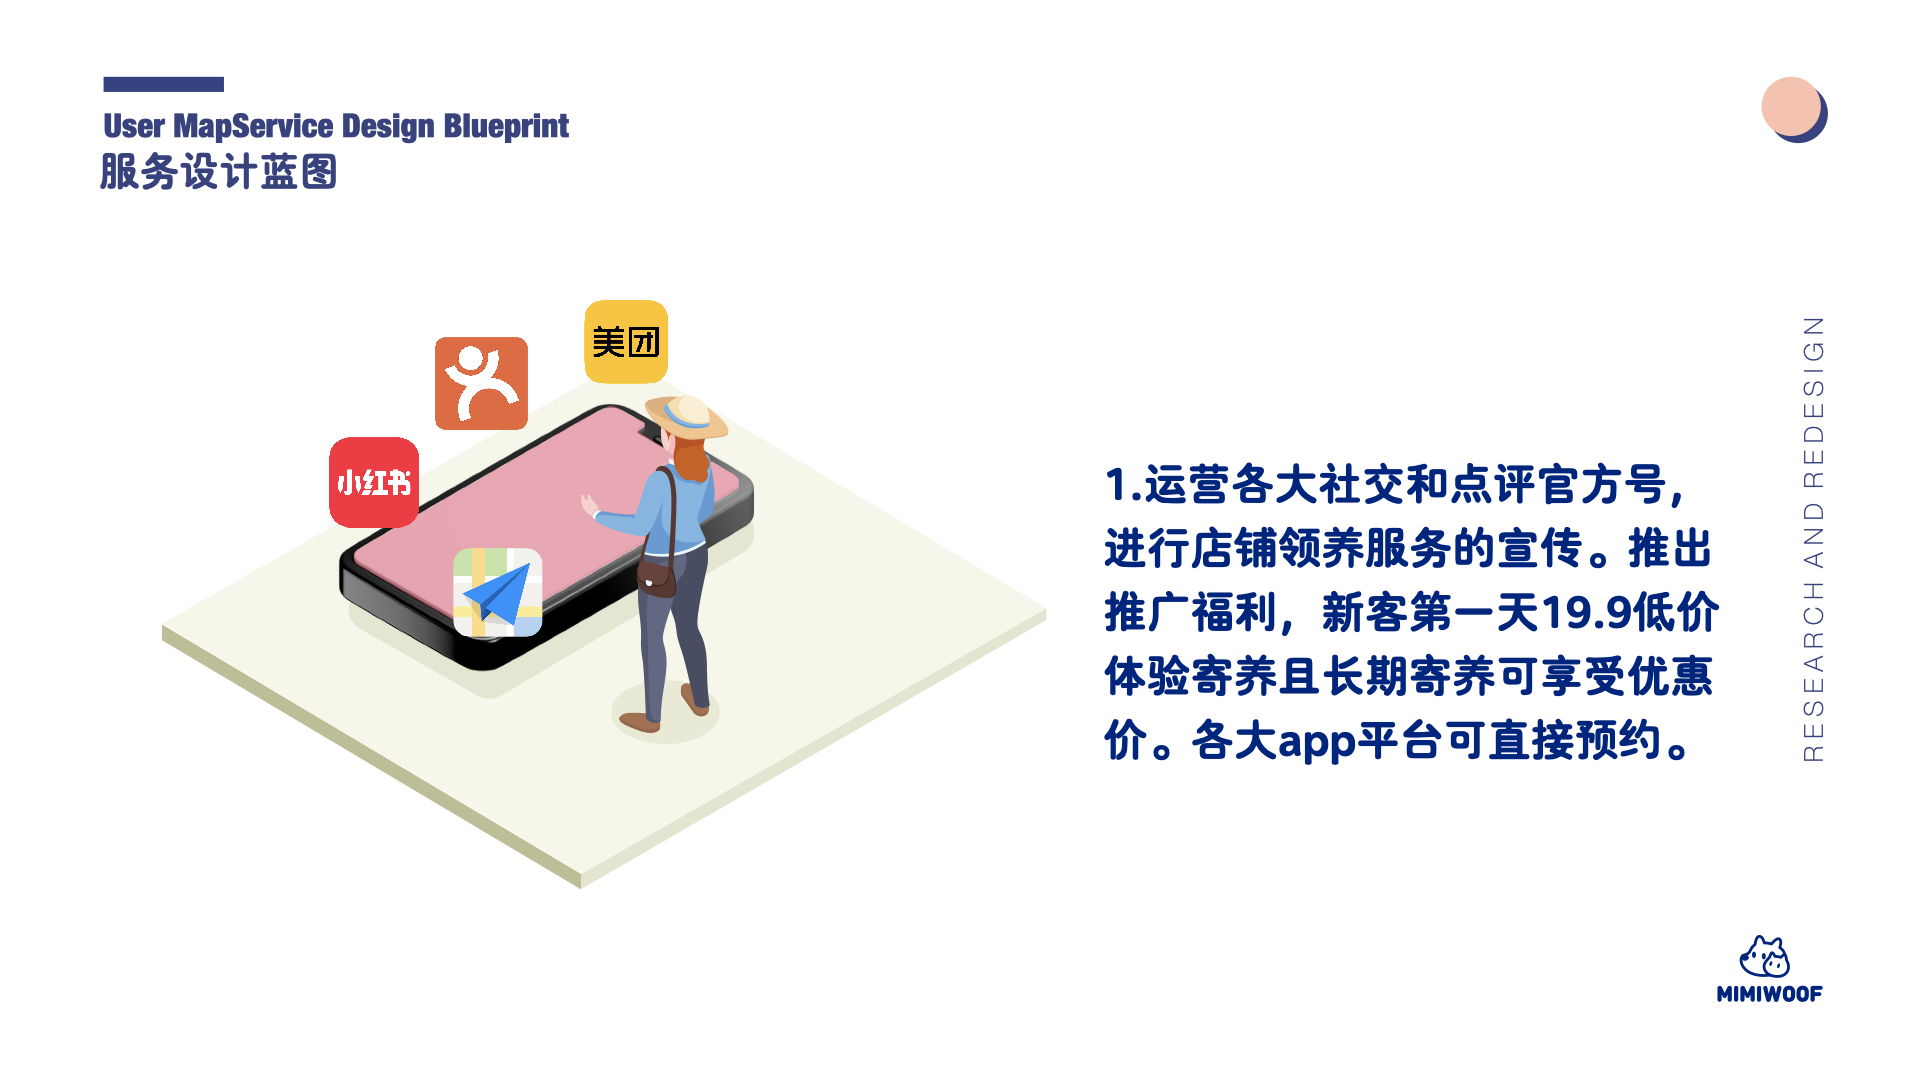 User MapService Design Blueprint
服务设计蓝图
美团
小红书
1.运营各大社交和点评官方号，
进行店铺领养服务的宣传。推出
推广福利，新客第一天19.9低价
体验寄养且长期寄养可享受优惠
价。各大app平台可直接预约。
RESEARCH AND REDESIGN
MIMIWOOF